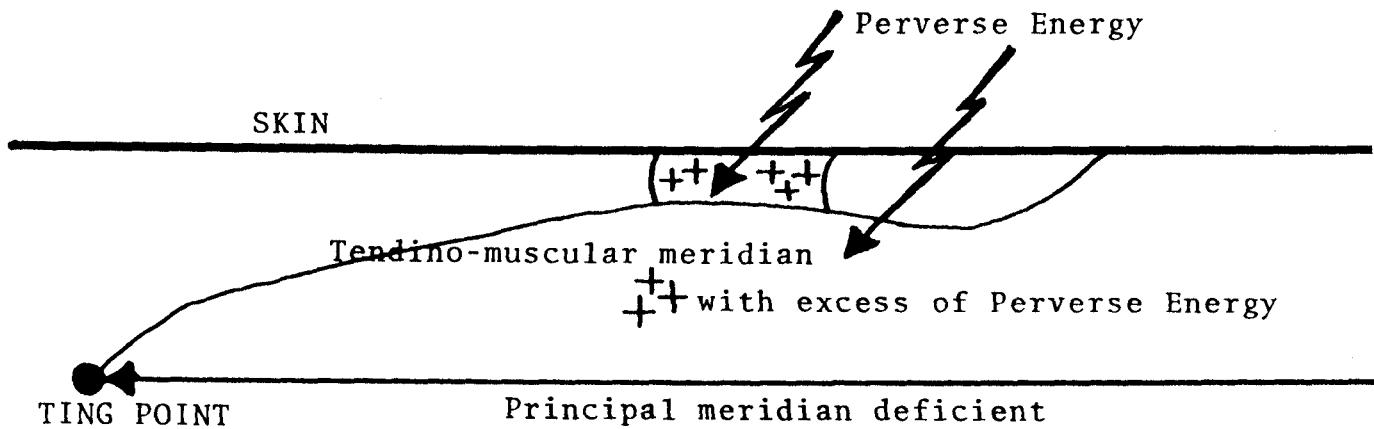 Perverse Energy
SKIN
Tendino-muscular meridian
with excess of Perverse Energy
TING POINT
Principal meridian deficient